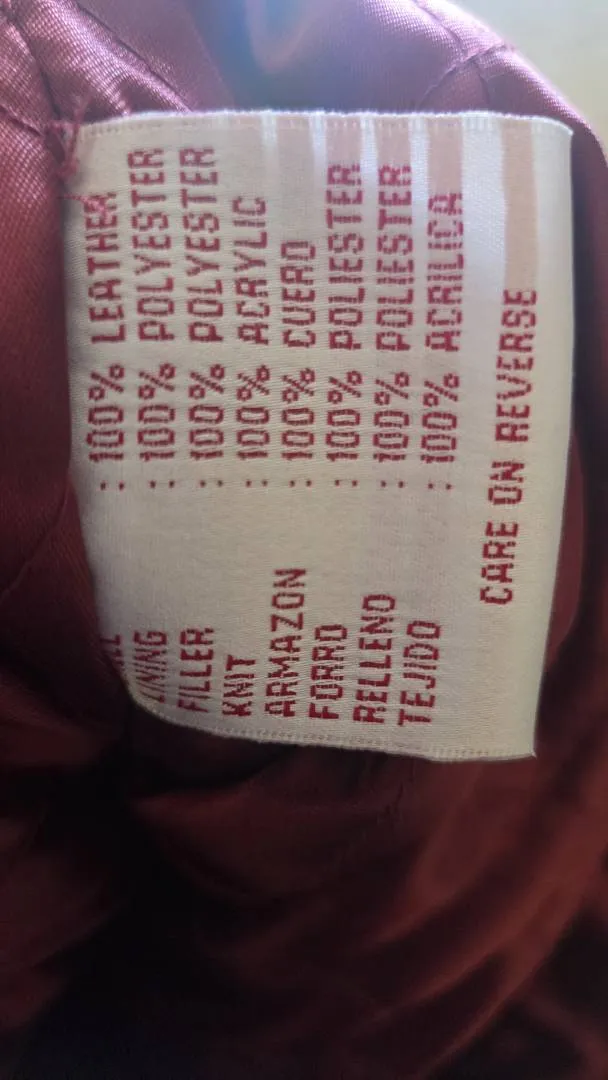 : 100% LEATHER
LINING : 100% POLYESTER
FILLER : 100% POLYESTER
KNIT : 100% ACRYLIC
ARMAZON : 100% CUERO
FORRO : 100% POLIESTER
RELLENO : 100% POLIESTER
TEJIDO : 100% ACRILICA
CARE ON REVERSE